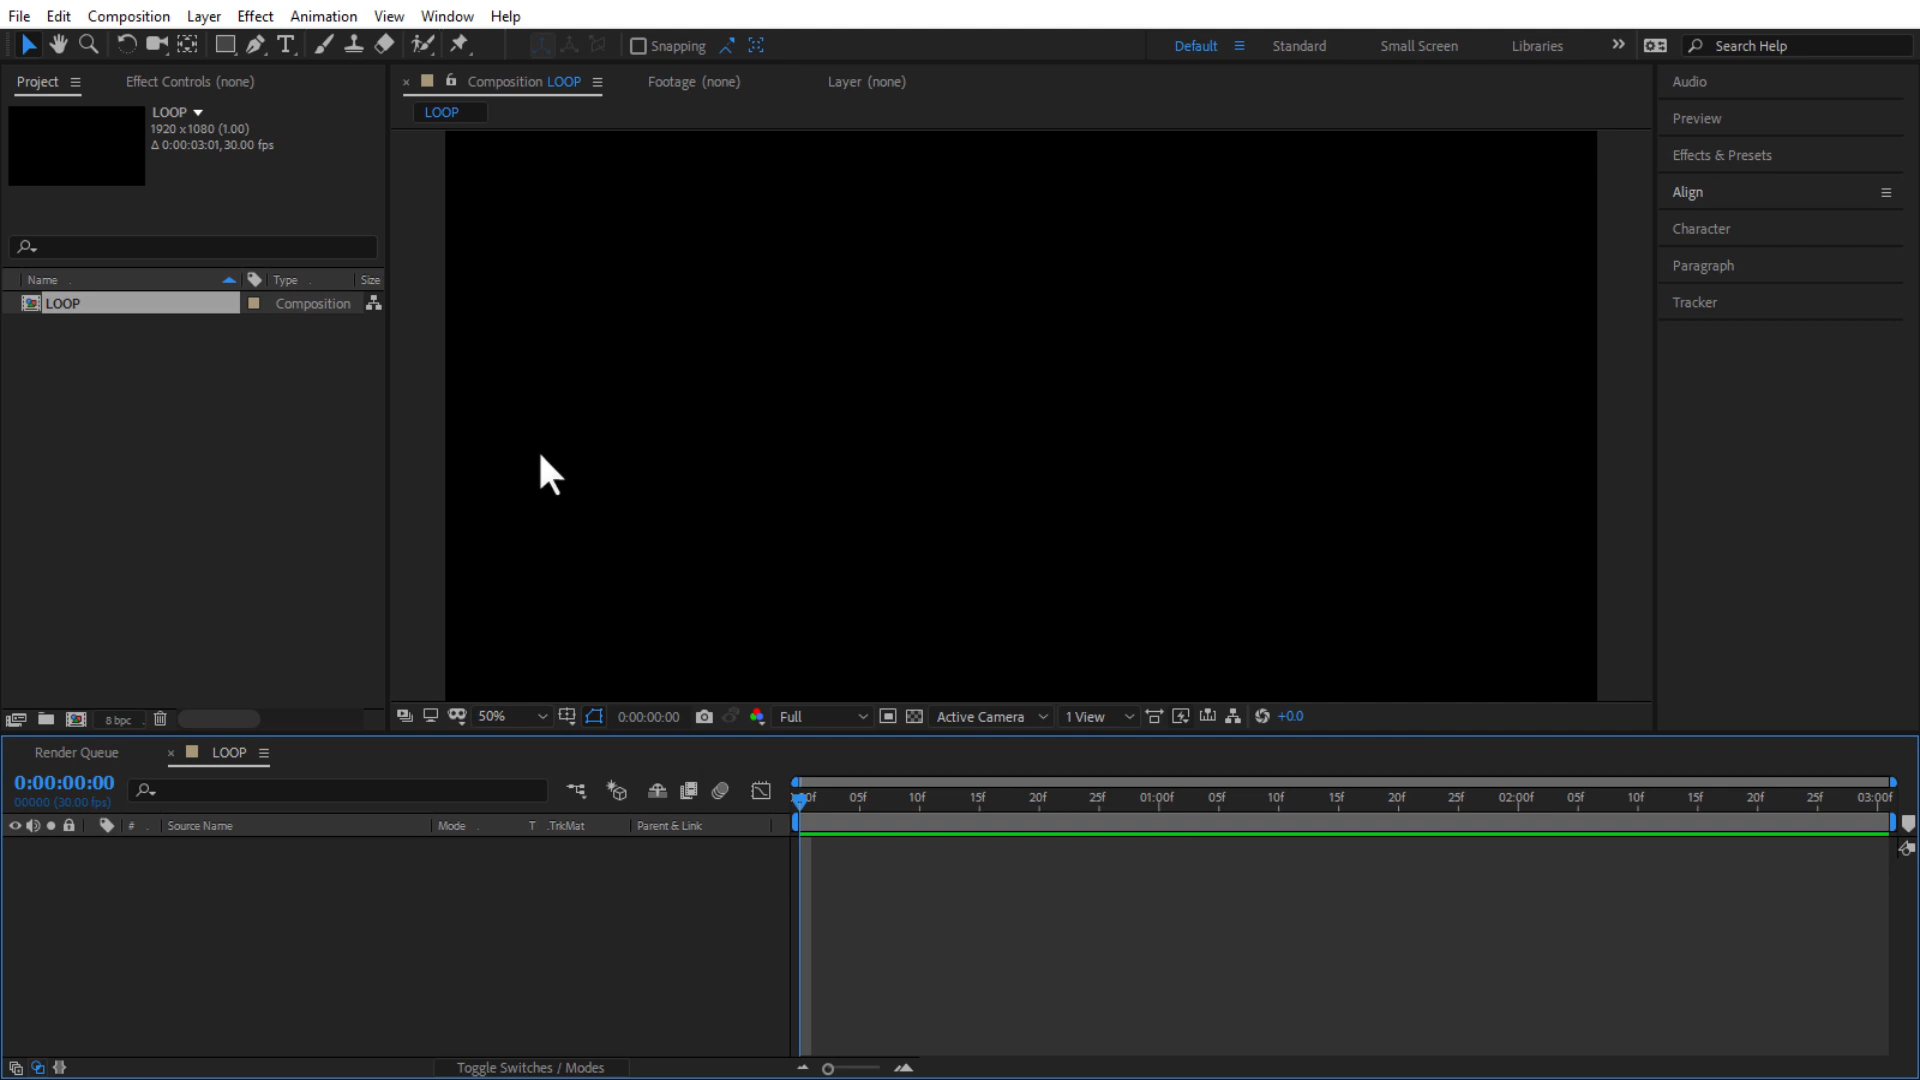 File Edit Composition Layer Effect Animation View Window Help
Snapping Default Standard Small Screen Libraries Search Help
Project Effect Controls (none) Composition LOOP Footage (none) Layer (none) Audio
LOOP
1920 x 1080 (1.00)
Δ 0:00:03:01, 30.00 fps
LOOP
Preview
Effects & Presets
Align
Character
Paragraph
Tracker
Name Type Size
LOOP Composition
8 bpc 50% 0:00:00:00 Full Active Camera 1 View +0.0
Render Queue LOOP
0:00:00:00
00000 (30.00 fps)
05f 10f 15f 20f 25f 01:00f 05f 10f 15f 20f 25f 02:00f 05f 10f 15f 20f 25f 03:00f
# Source Name Mode T .TrkMat Parent & Link
Toggle Switches / Modes